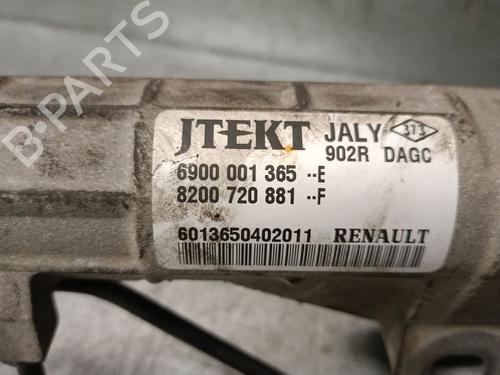 B-PARTS
JTEKT JALY 373
902R DAGC
6900 001 365 --E
8200 720 881 --F
6013650402011 RENAULT